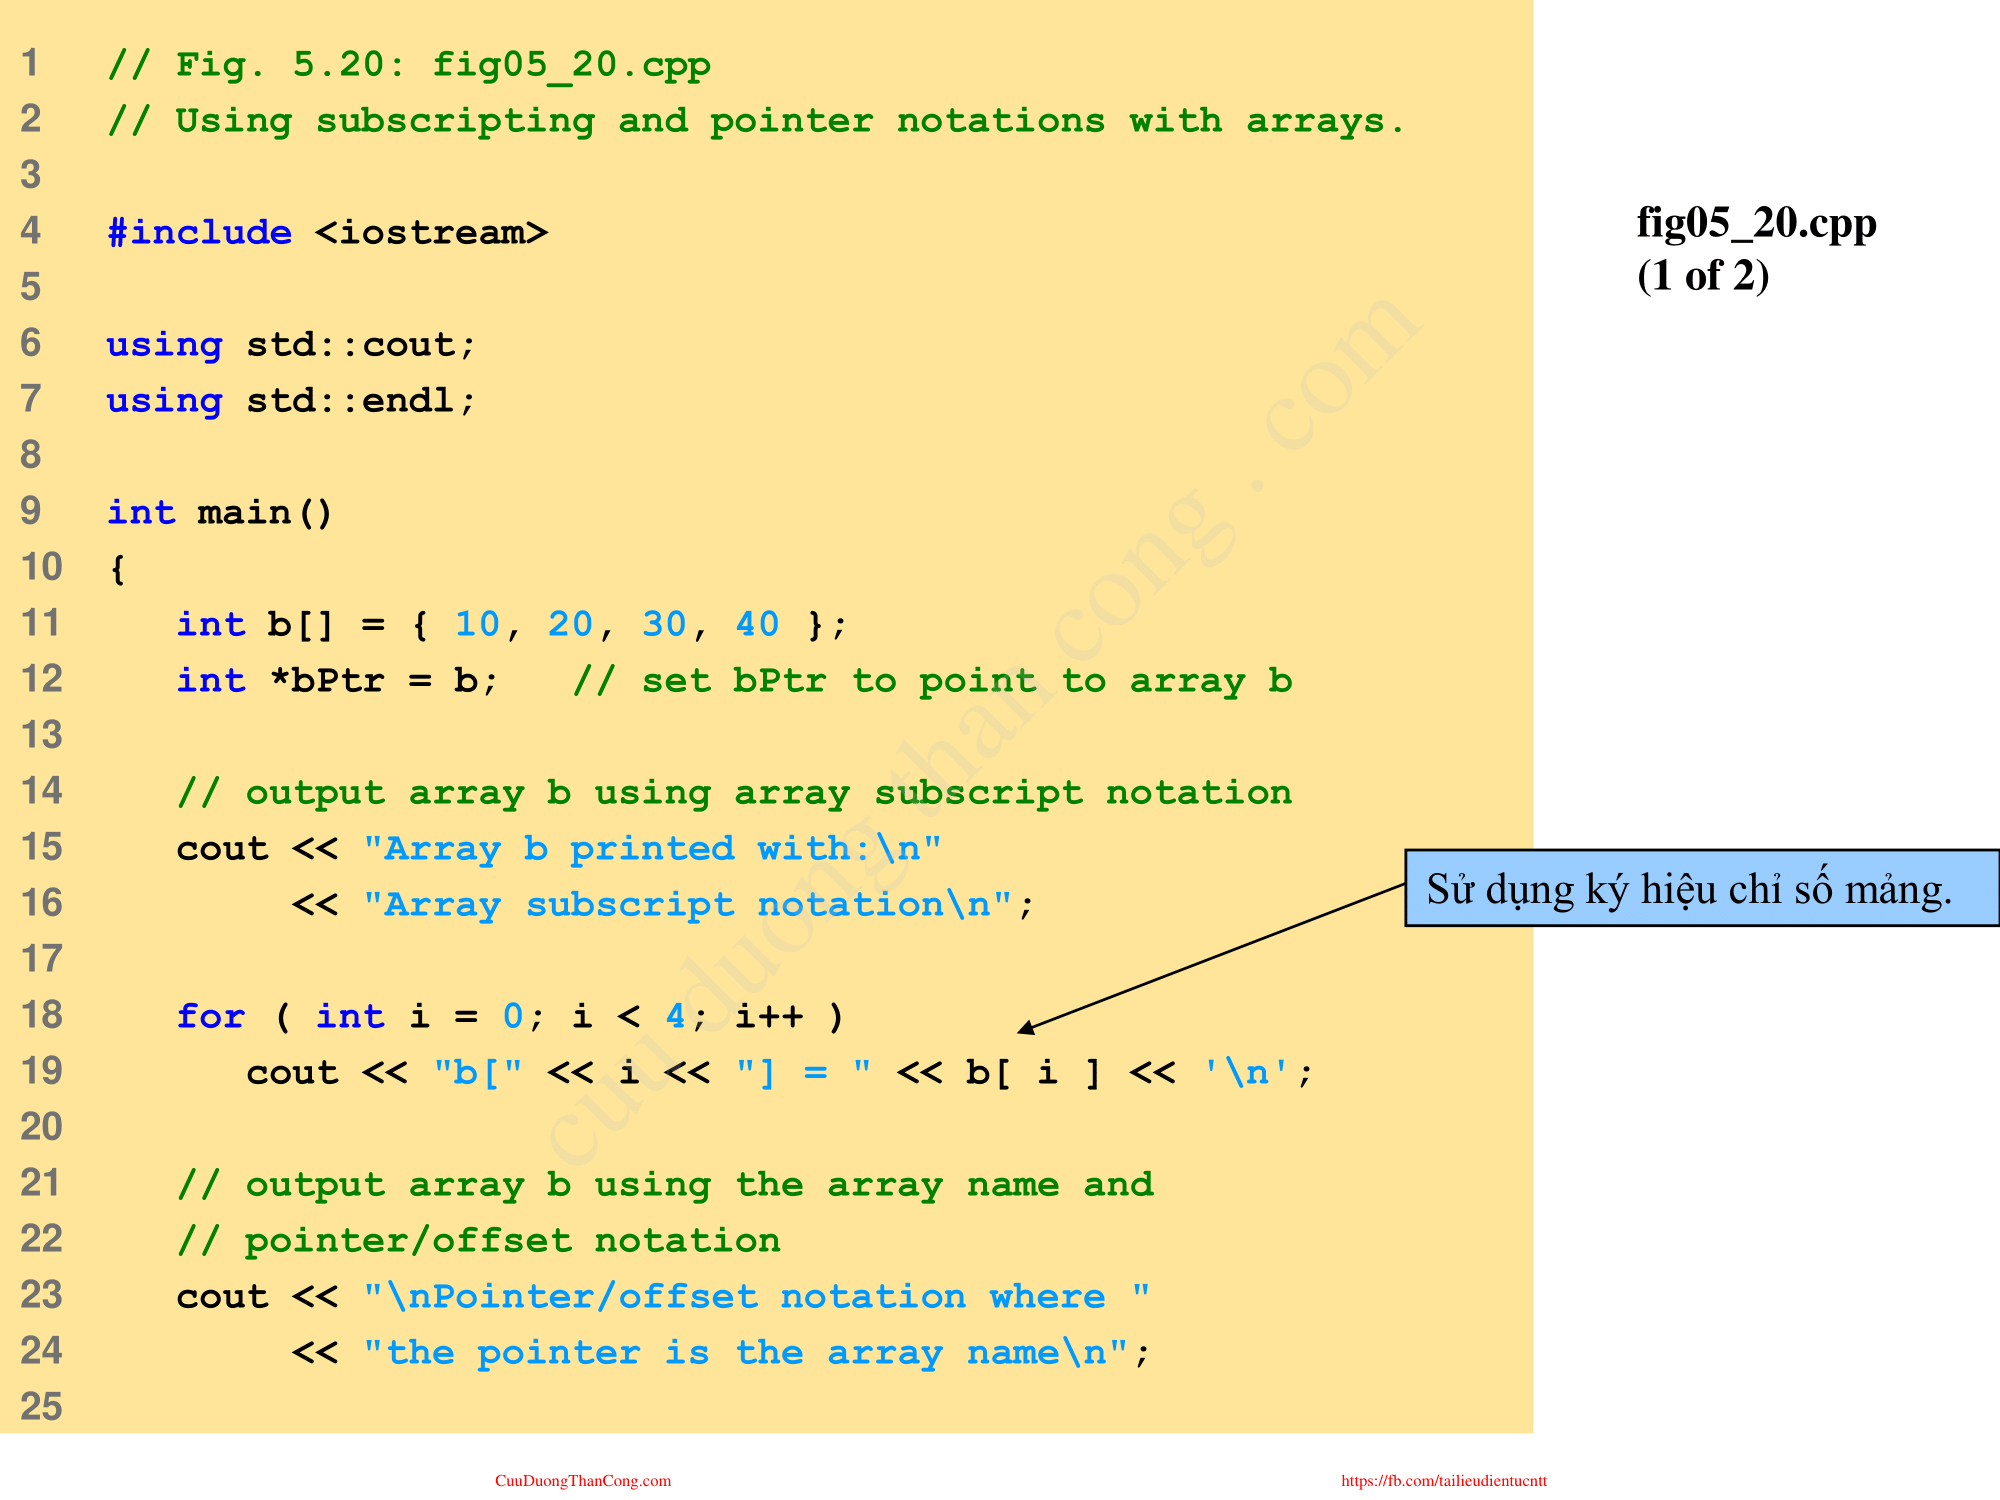 1 // Fig. 5.20: fig05_20.cpp
2 // Using subscripting and pointer notations with arrays.
3
4 #include <iostream>
5
6 using std::cout;
7 using std::endl;
8
9 int main()
10 {
11    int b[] = { 10, 20, 30, 40 };
12    int *bPtr = b;   // set bPtr to point to array b
13
14    // output array b using array subscript notation
15    cout << "Array b printed with:\n"
16         << "Array subscript notation\n";
17
18    for ( int i = 0; i < 4; i++ )
19       cout << "b[" << i << "] = " << b[ i ] << '\n';
20
21    // output array b using the array name and
22    // pointer/offset notation
23    cout << "\nPointer/offset notation where "
24         << "the pointer is the array name\n";
25
fig05_20.cpp
(1 of 2)
Sử dụng ký hiệu chỉ số mảng.
cuu duong than cong . com
CuuDuongThanCong.com
https://fb.com/tailieudientucntt